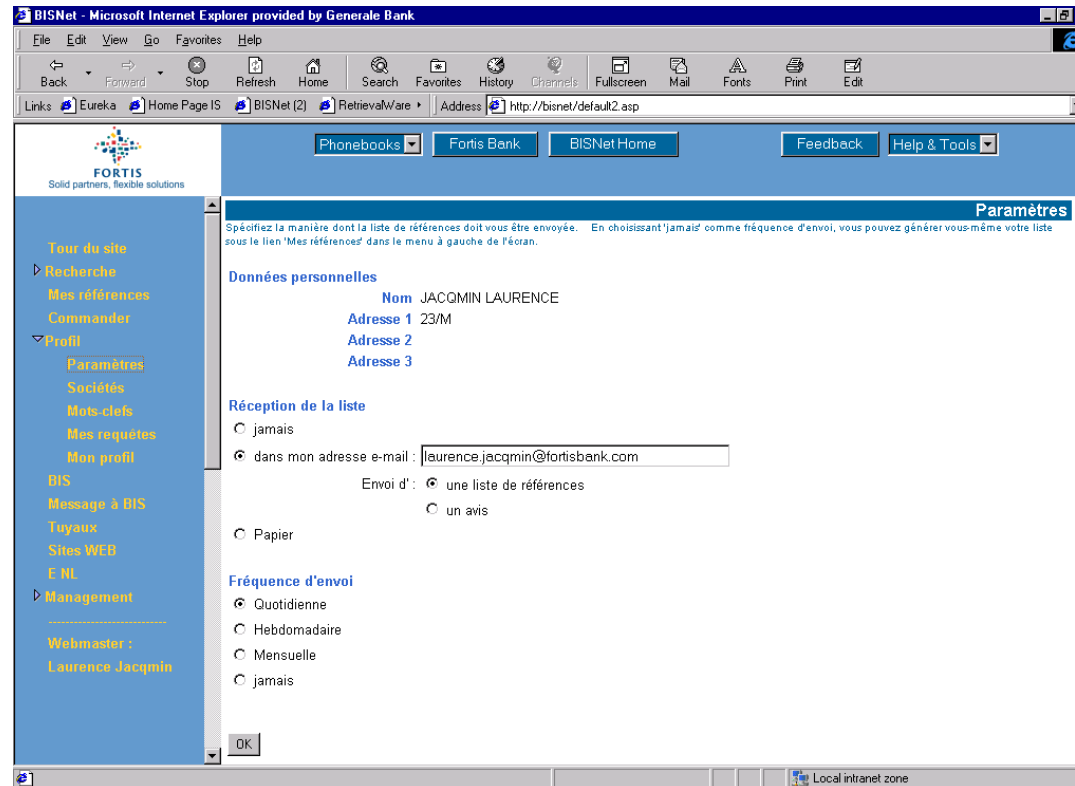 BISNet - Microsoft Internet Explorer provided by Generale Bank
File Edit View Go Favorites Help
Back Forward Stop Refresh Home Search Favorites History Channels Fullscreen Mail Fonts Print Edit
Links Eureka Home Page IS BISNet (2) RetrievalWare Address http://bisnet/default2.asp
FORTIS
Solid partners, flexible solutions
Phonebooks Fortis Bank BISNet Home Feedback Help & Tools
Tour du site
Recherche
Mes références
Commander
Profil
Paramètres
Sociétés
Mots-clefs
Mes requêtes
Mon profil
BIS
Message à BIS
Tuyaux
Sites WEB
E NL
Management
---------------------------
Webmaster :
Laurence Jacqmin
Paramètres
Spécifiez la manière dont la liste de références doit vous être envoyée. En choisissant 'jamais' comme fréquence d'envoi, vous pouvez générer vous-même votre liste
sous le lien 'Mes références' dans le menu à gauche de l'écran.
Données personnelles
Nom JACQMIN LAURENCE
Adresse 1 23/M
Adresse 2
Adresse 3
Réception de la liste
jamais
dans mon adresse e-mail : laurence.jacqmin@fortisbank.com
Envoi d' : une liste de références
un avis
Papier
Fréquence d'envoi
Quotidienne
Hebdomadaire
Mensuelle
jamais
OK
Local intranet zone